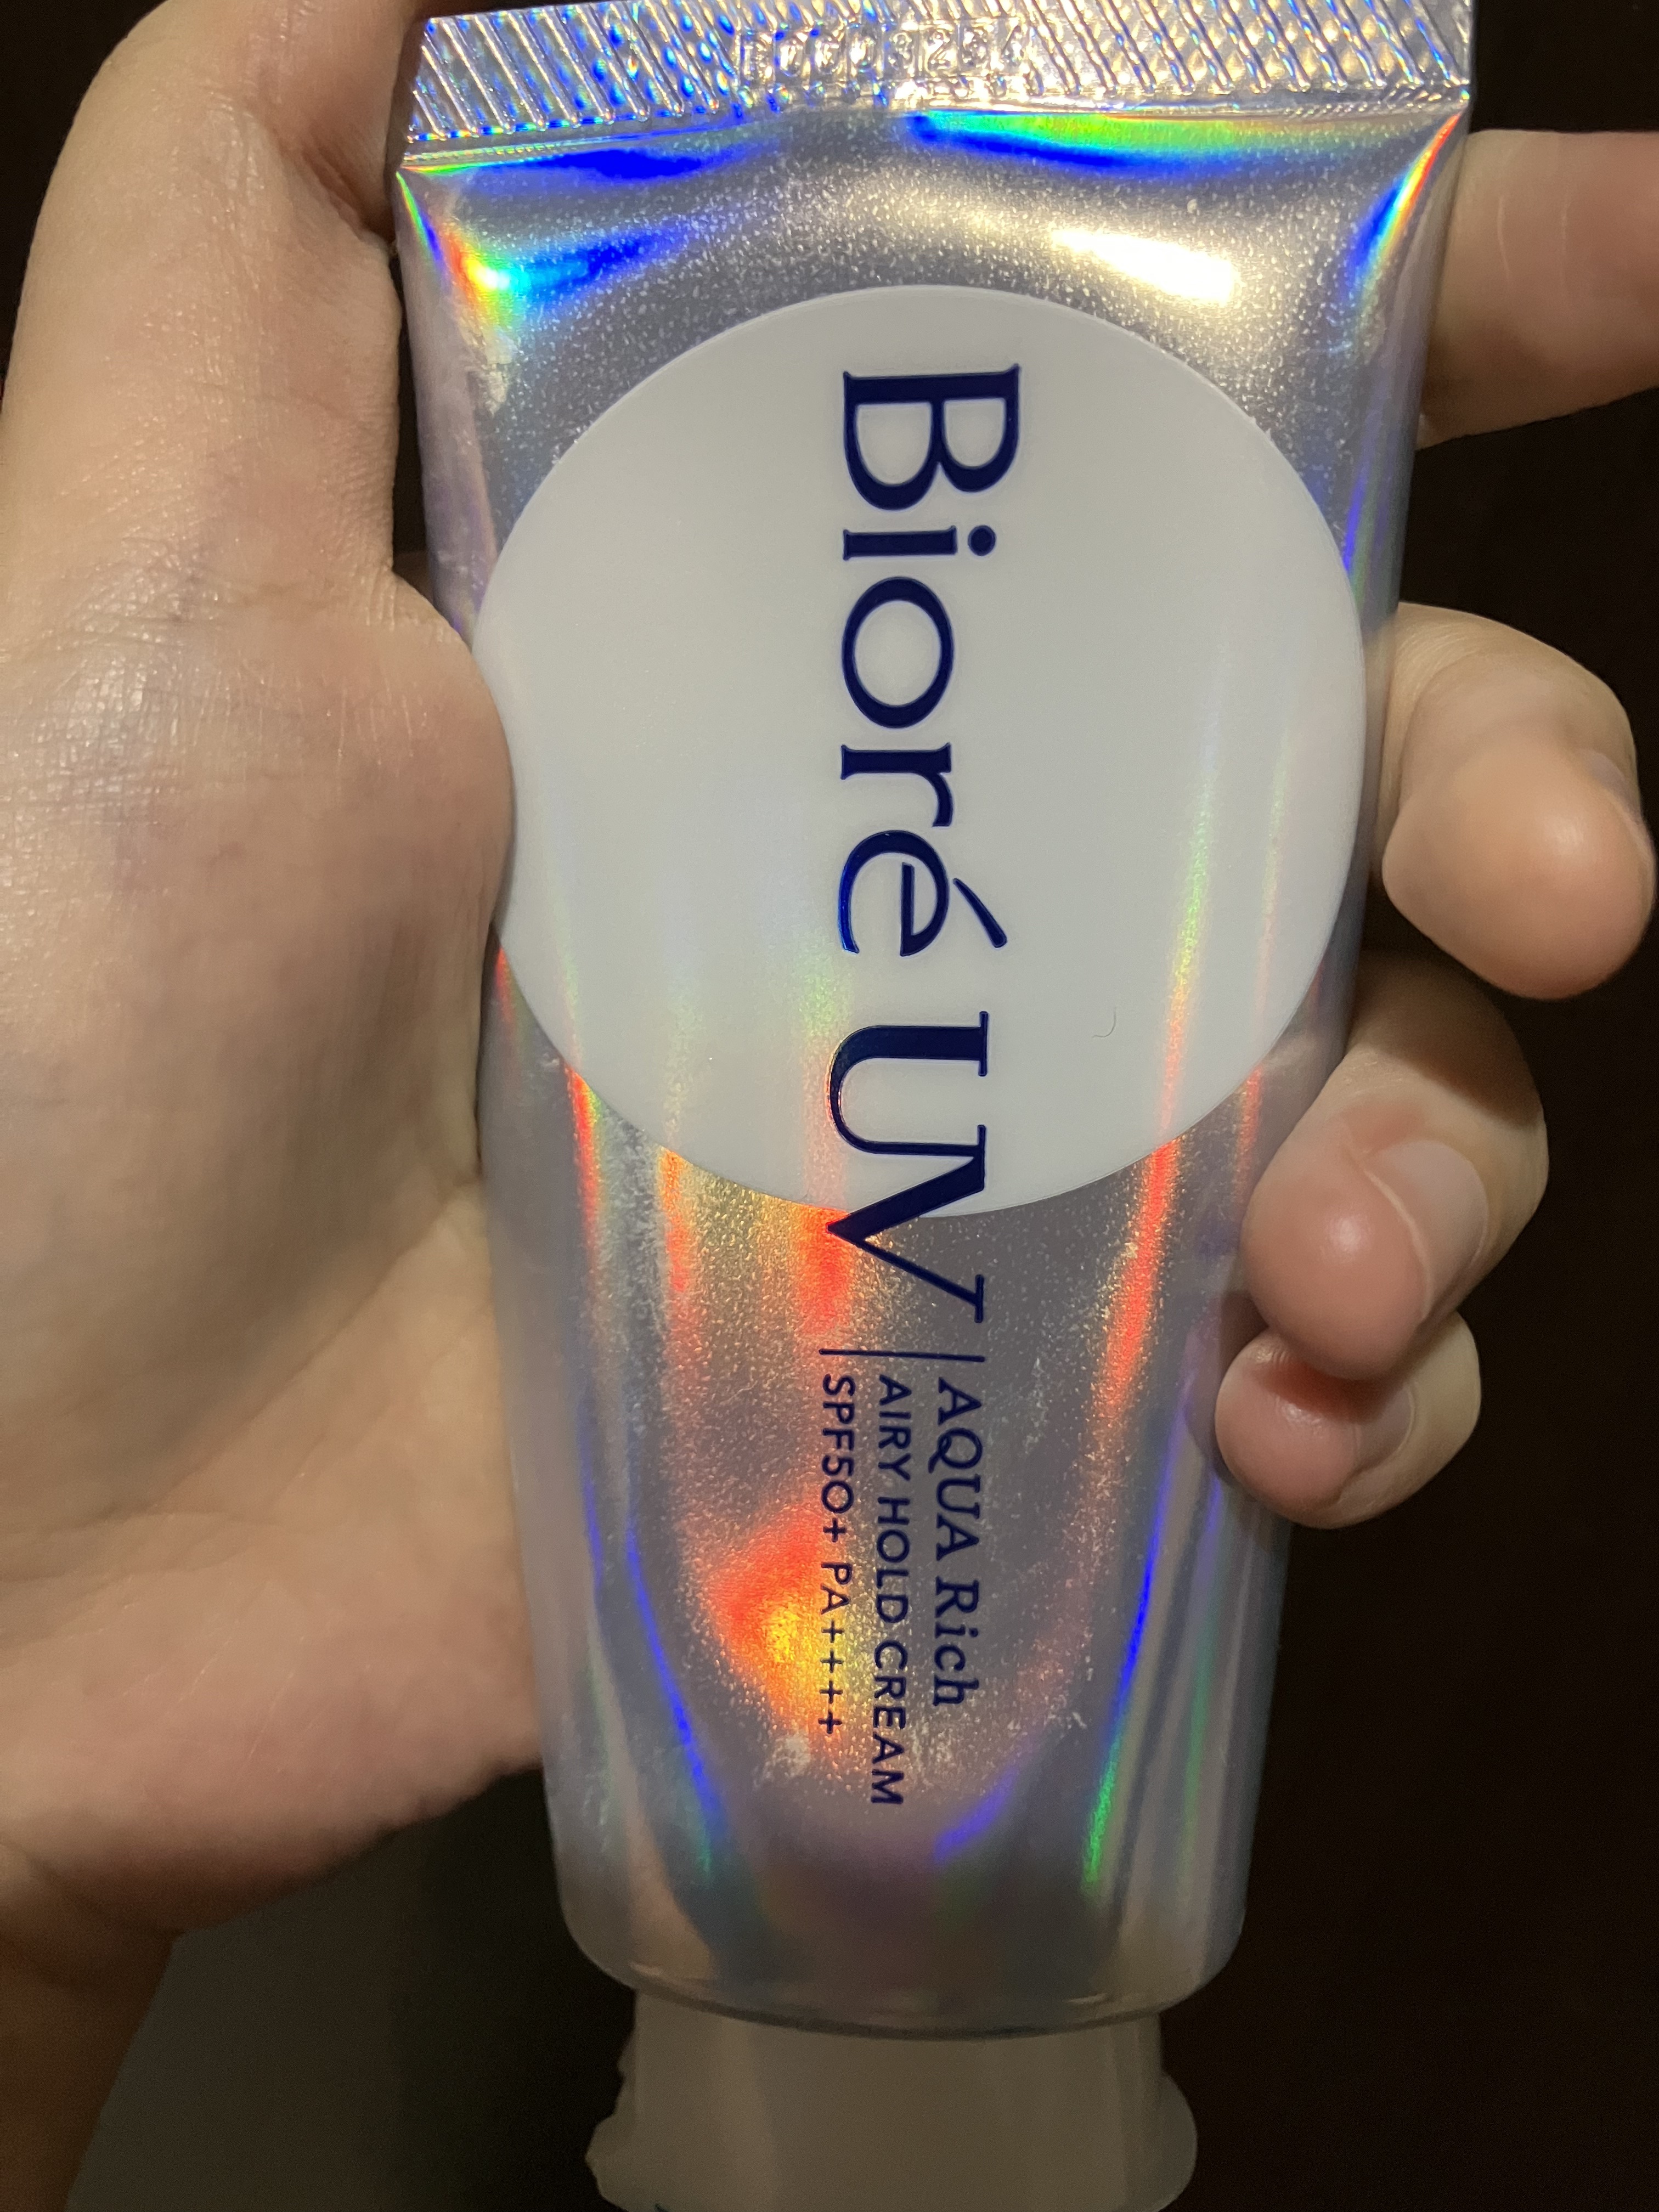 Bioré UV
AQUA Rich
AIRY HOLD CREAM
SPF50+ PA++++